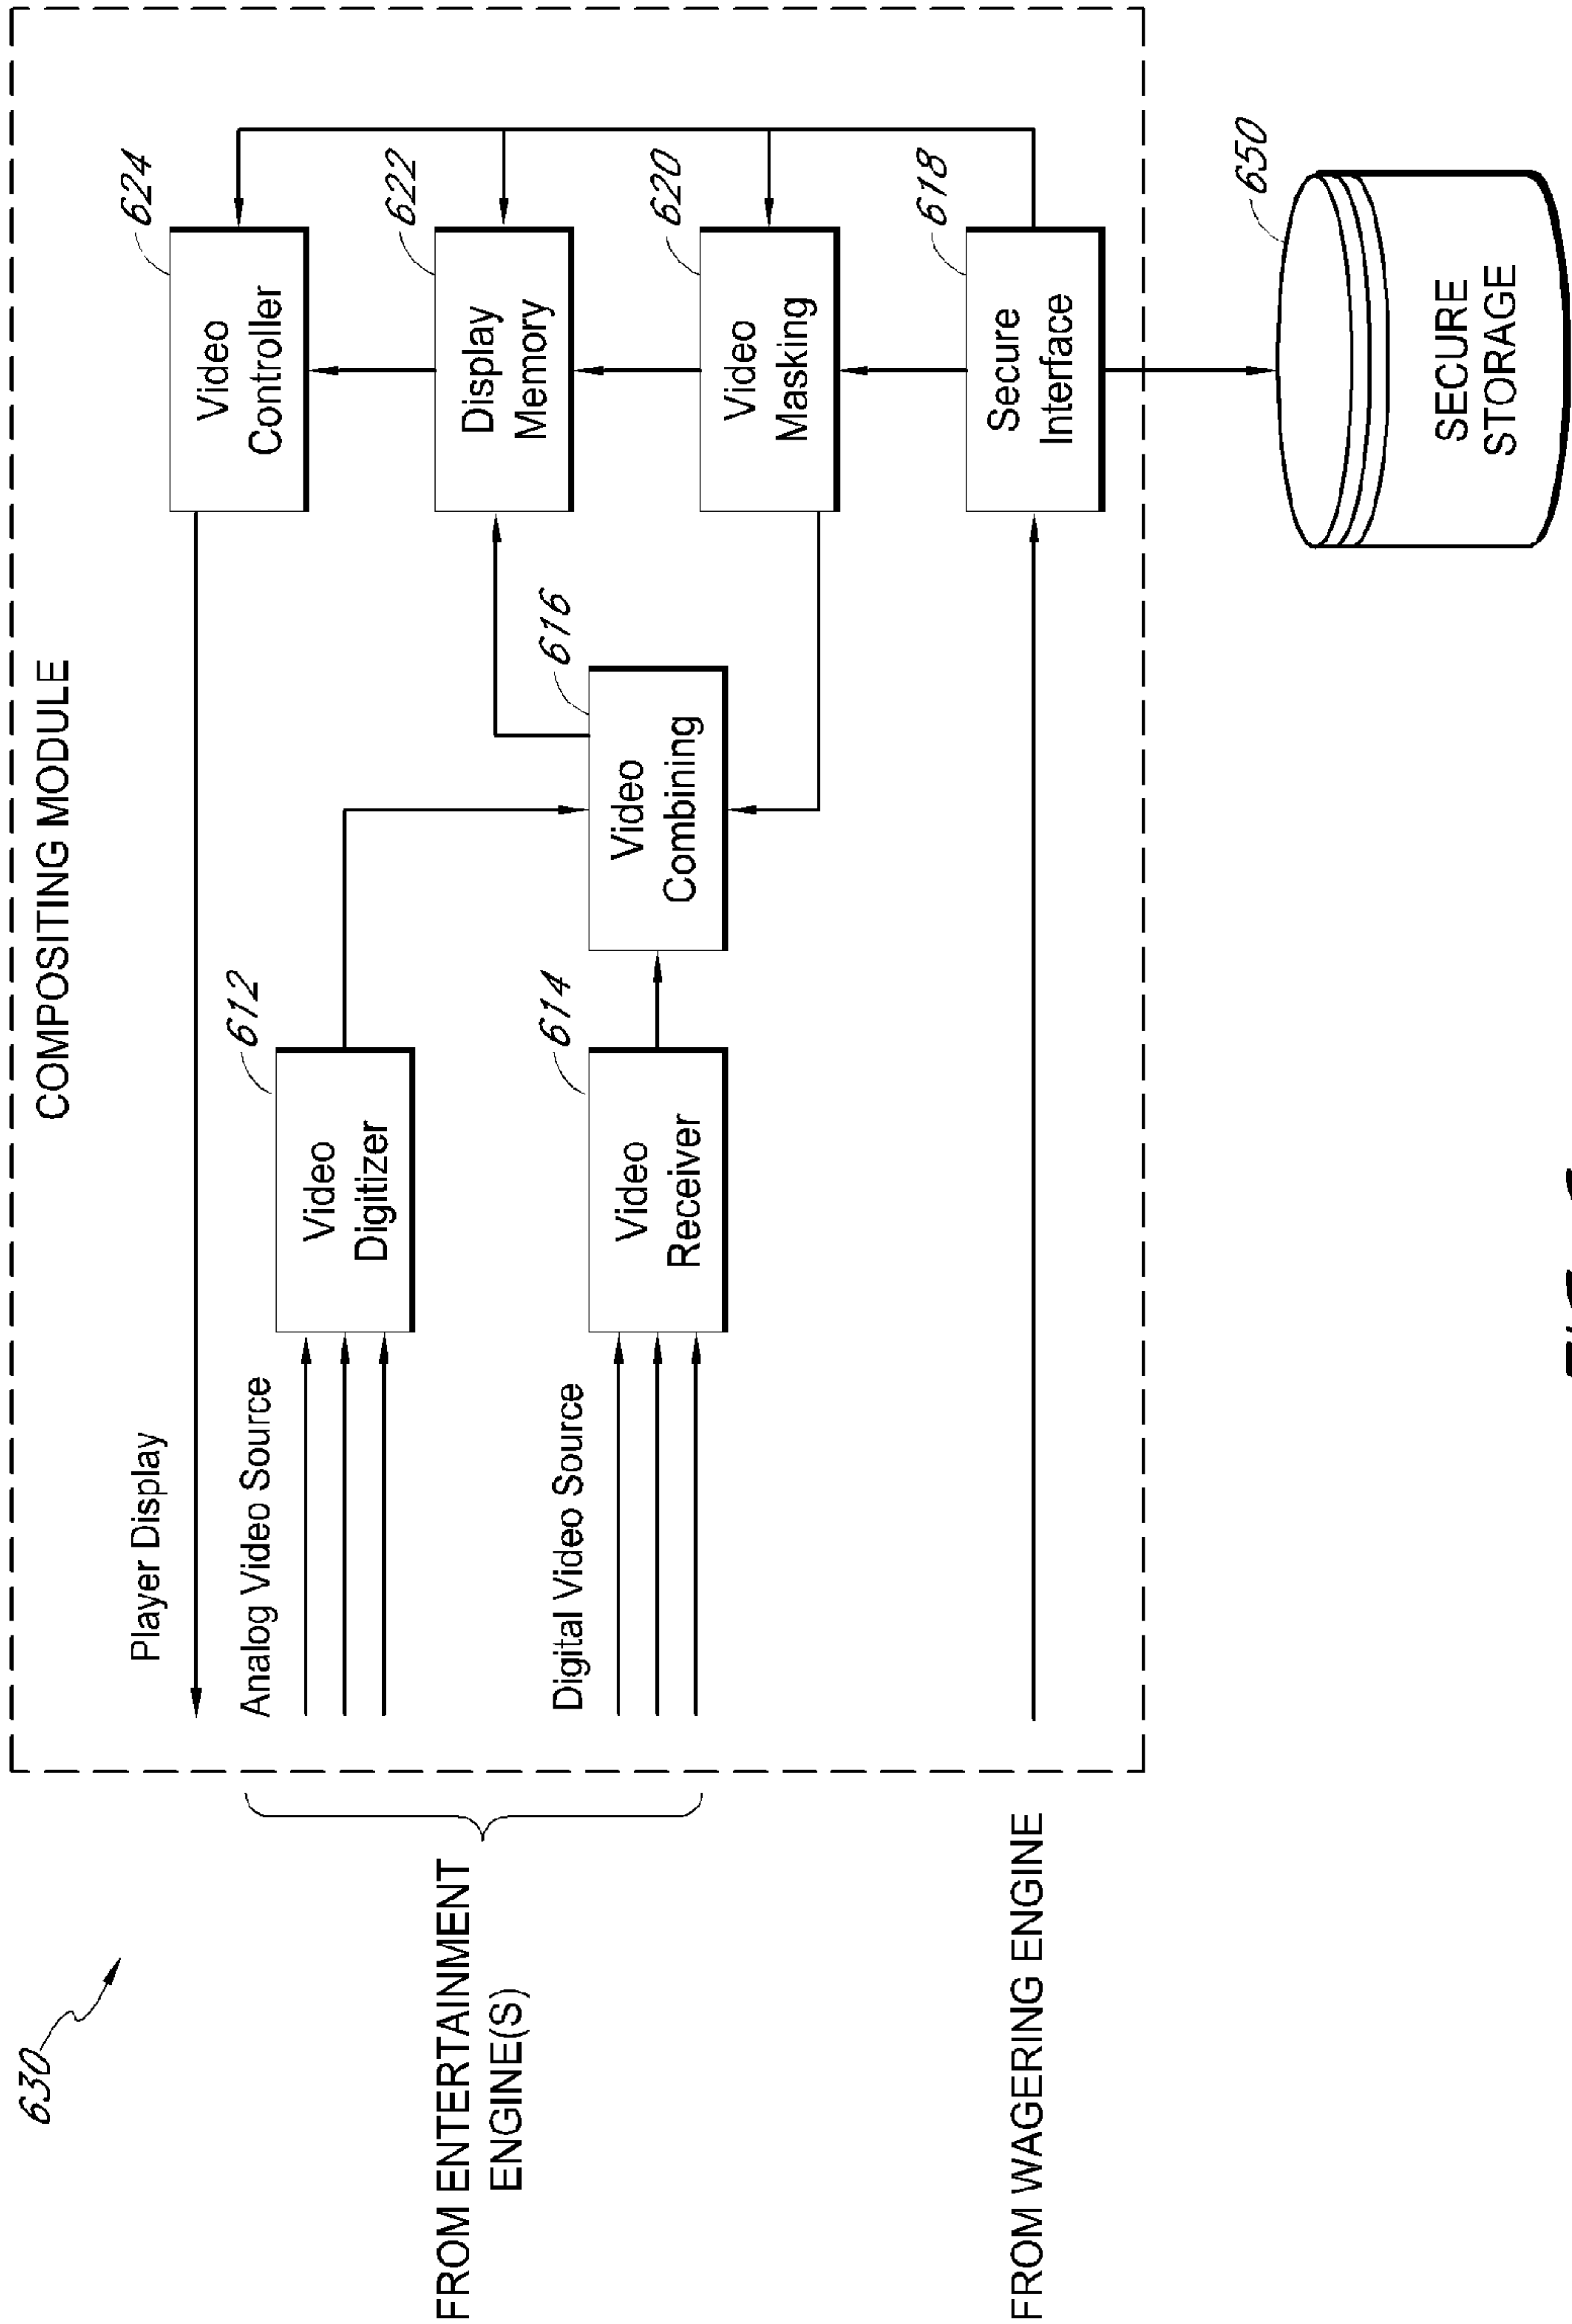 630
COMPOSITING MODULE
Player Display
Analog Video Source
Digital Video Source
FROM ENTERTAINMENT
ENGINE(S)
FROM WAGERING ENGINE
612
Video
Digitizer
614
Video
Receiver
616
Video
Combining
624
Video
Controller
622
Display
Memory
620
Video
Masking
618
Secure
Interface
650
SECURE
STORAGE